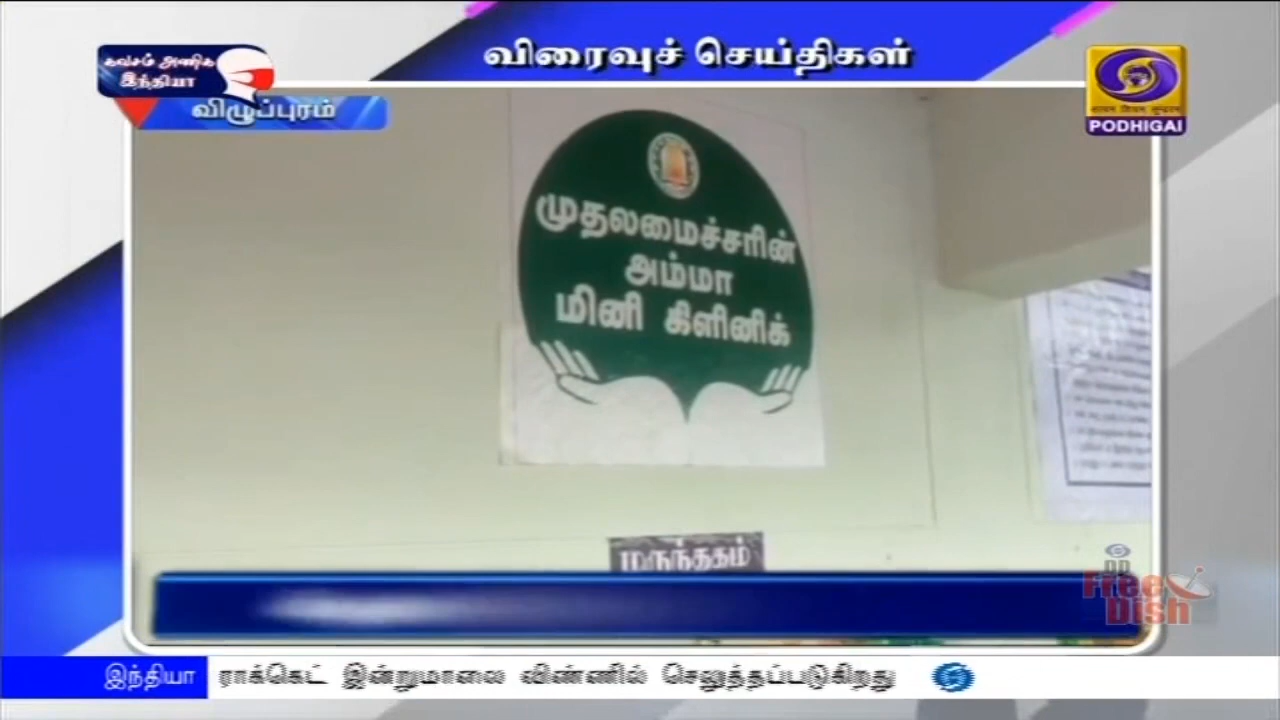 விரைவுச் செய்திகள்
கவசம் அணிக
இந்தியா
விழுப்புரம்
PODHIGAI
முதலமைச்சரின்
அம்மா
மினி கிளினிக்
மருந்தகம்
DD
Free
Dish
இந்தியா ராக்கெட் இன்றுமாலை விண்ணில் செலுத்தப்படுகிறது